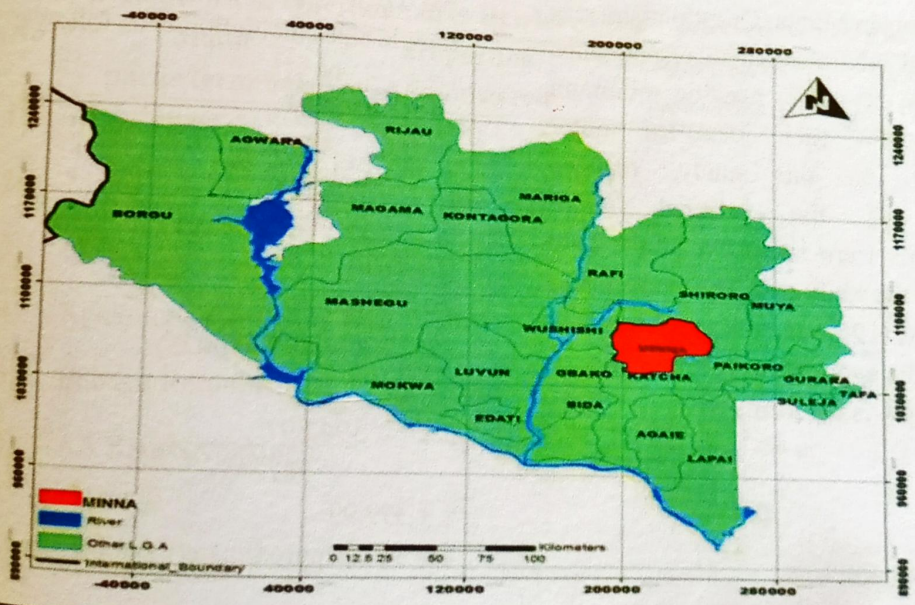 -40000 40000 120000 200000 280000
1240000 1240000
N
RIJAU
AGWARA
MARIGA
MAGAMA KONTAGORA
BORGU
1170000 1170000
RAFI
SHIRORO
MUYA
MASHEGU
1100000 1100000
WUSHISHI
LUVUN GBAKO KATCHA PAIKORO
GURARA
MOKWA
TAFA
SULEJA
1030000 1030000
BIDA
EDATI
AGAIE
LAPAI
960000 960000
MINNA
River
Other L.G.A
International_Boundary
Kilometers
0 12.5 25 50 75 100
890000 890000
-40000 40000 120000 200000 280000